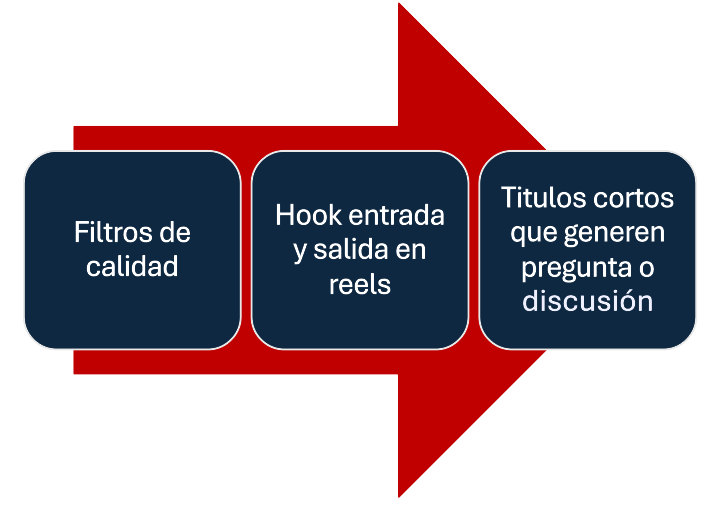 Filtros de
calidad
Hook entrada
y salida en
reels
Titulos cortos
que generen
pregunta o
discusión